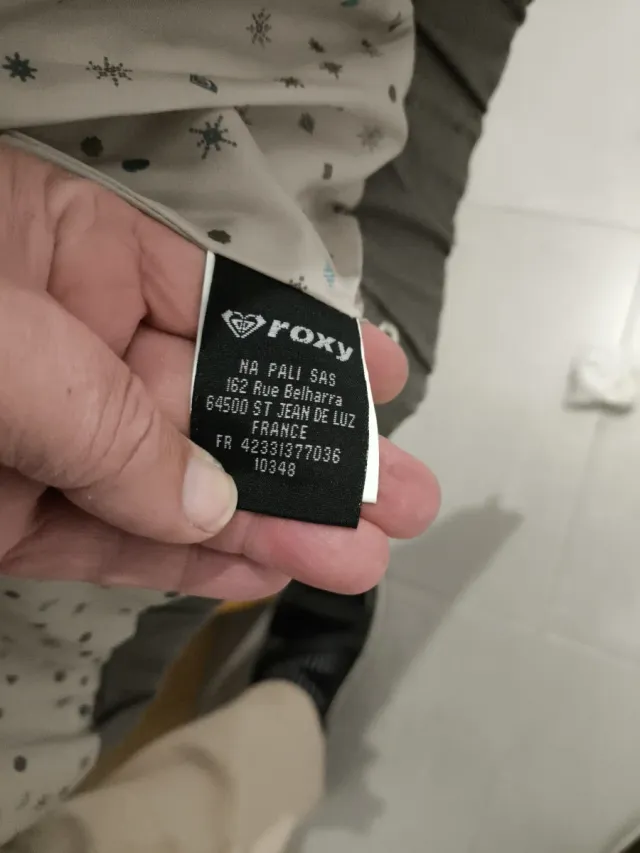 roxy
NA PALI SAS
162 Rue Belharra
64500 ST JEAN DE LUZ
FRANCE
FR 42331377036
10348